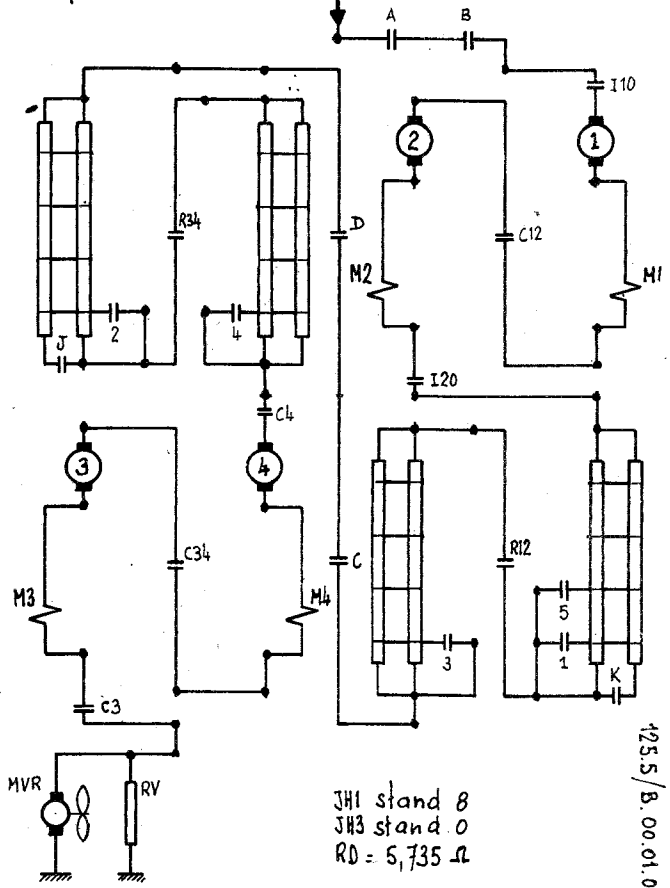 A
B
I10
2
1
R34
D
C12
M2
M1
2
4
J
I20
C4
3
4
C34
C
R12
M3
M4
5
3
1
K
C3
MVR
RV
JH1 stand 8
JH3 stand 0
RD = 5,735 Ω
125.5/B.00.01.0